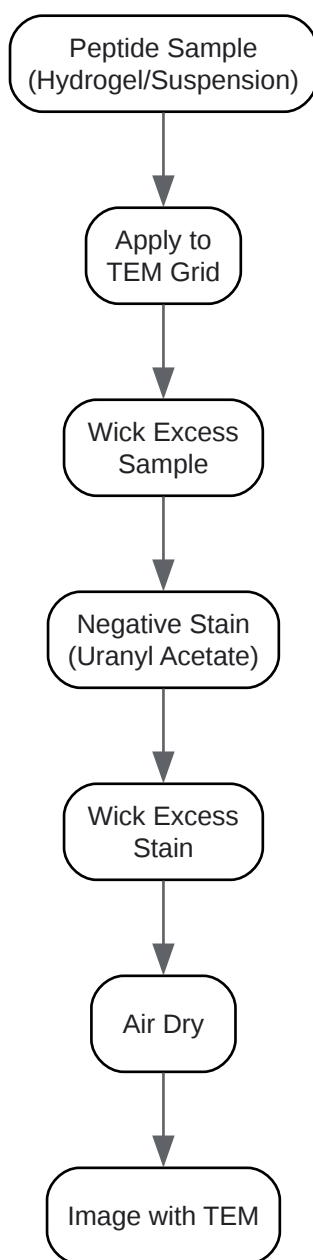 Peptide Sample
(Hydrogel/Suspension)
Apply to
TEM Grid
Wick Excess
Sample
Negative Stain
(Uranyl Acetate)
Wick Excess
Stain
Air Dry
Image with TEM